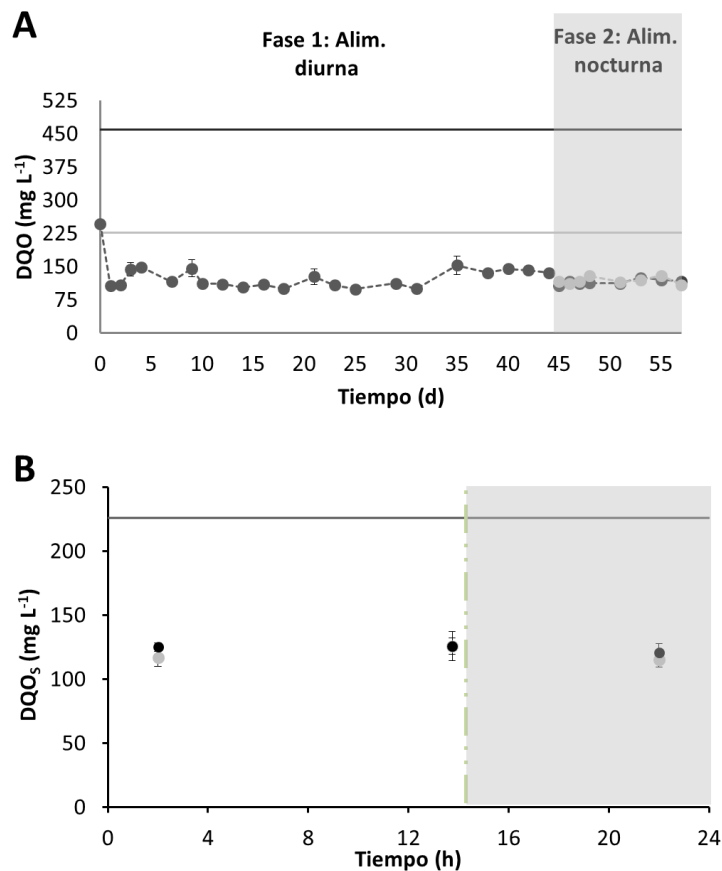 A
Fase 1: Alim.
diurna
Fase 2: Alim.
nocturna
525
450
375
300
225
150
75
0
DQO (mg L⁻¹)
0 5 10 15 20 25 30 35 40 45 50 55
Tiempo (d)
B
250
200
150
100
50
0
DQOₛ (mg L⁻¹)
0 4 8 12 16 20 24
Tiempo (h)